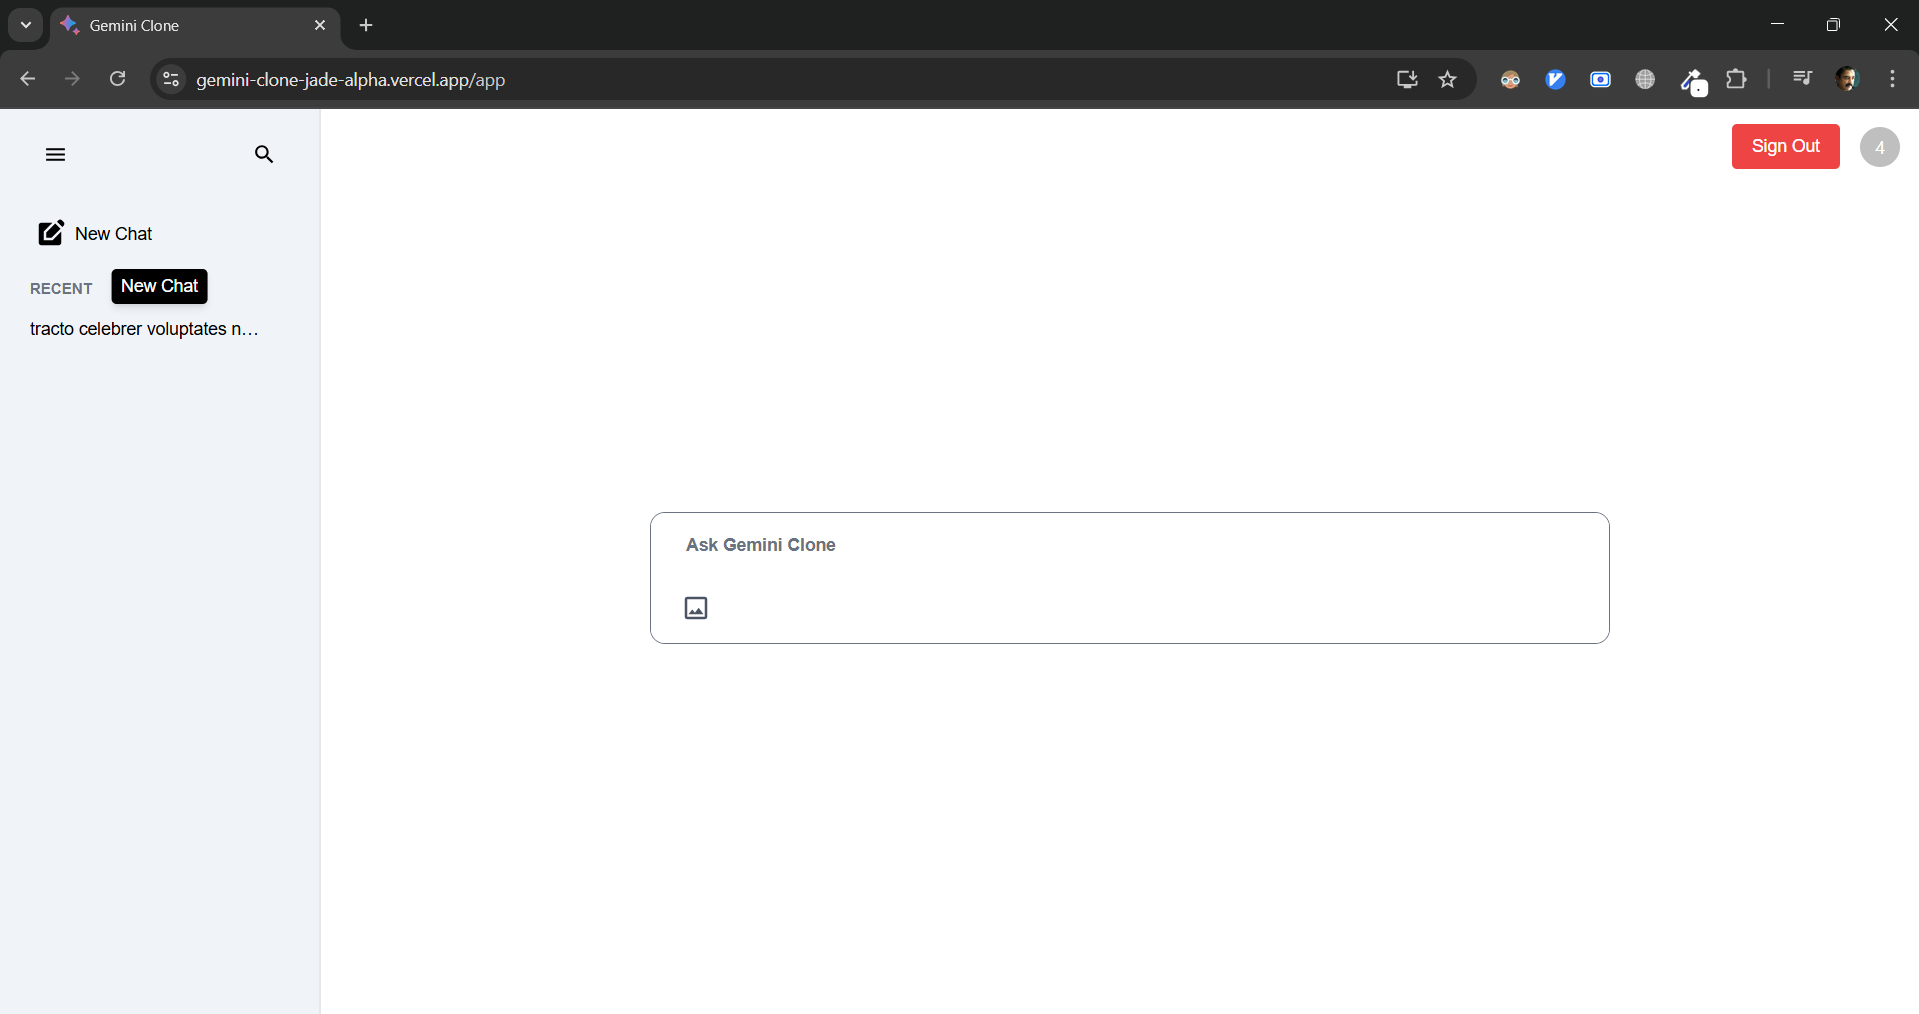 Gemini Clone
gemini-clone-jade-alpha.vercel.app/app
Sign Out
4
New Chat
RECENT
New Chat
tracto celebrer voluptates n...
Ask Gemini Clone